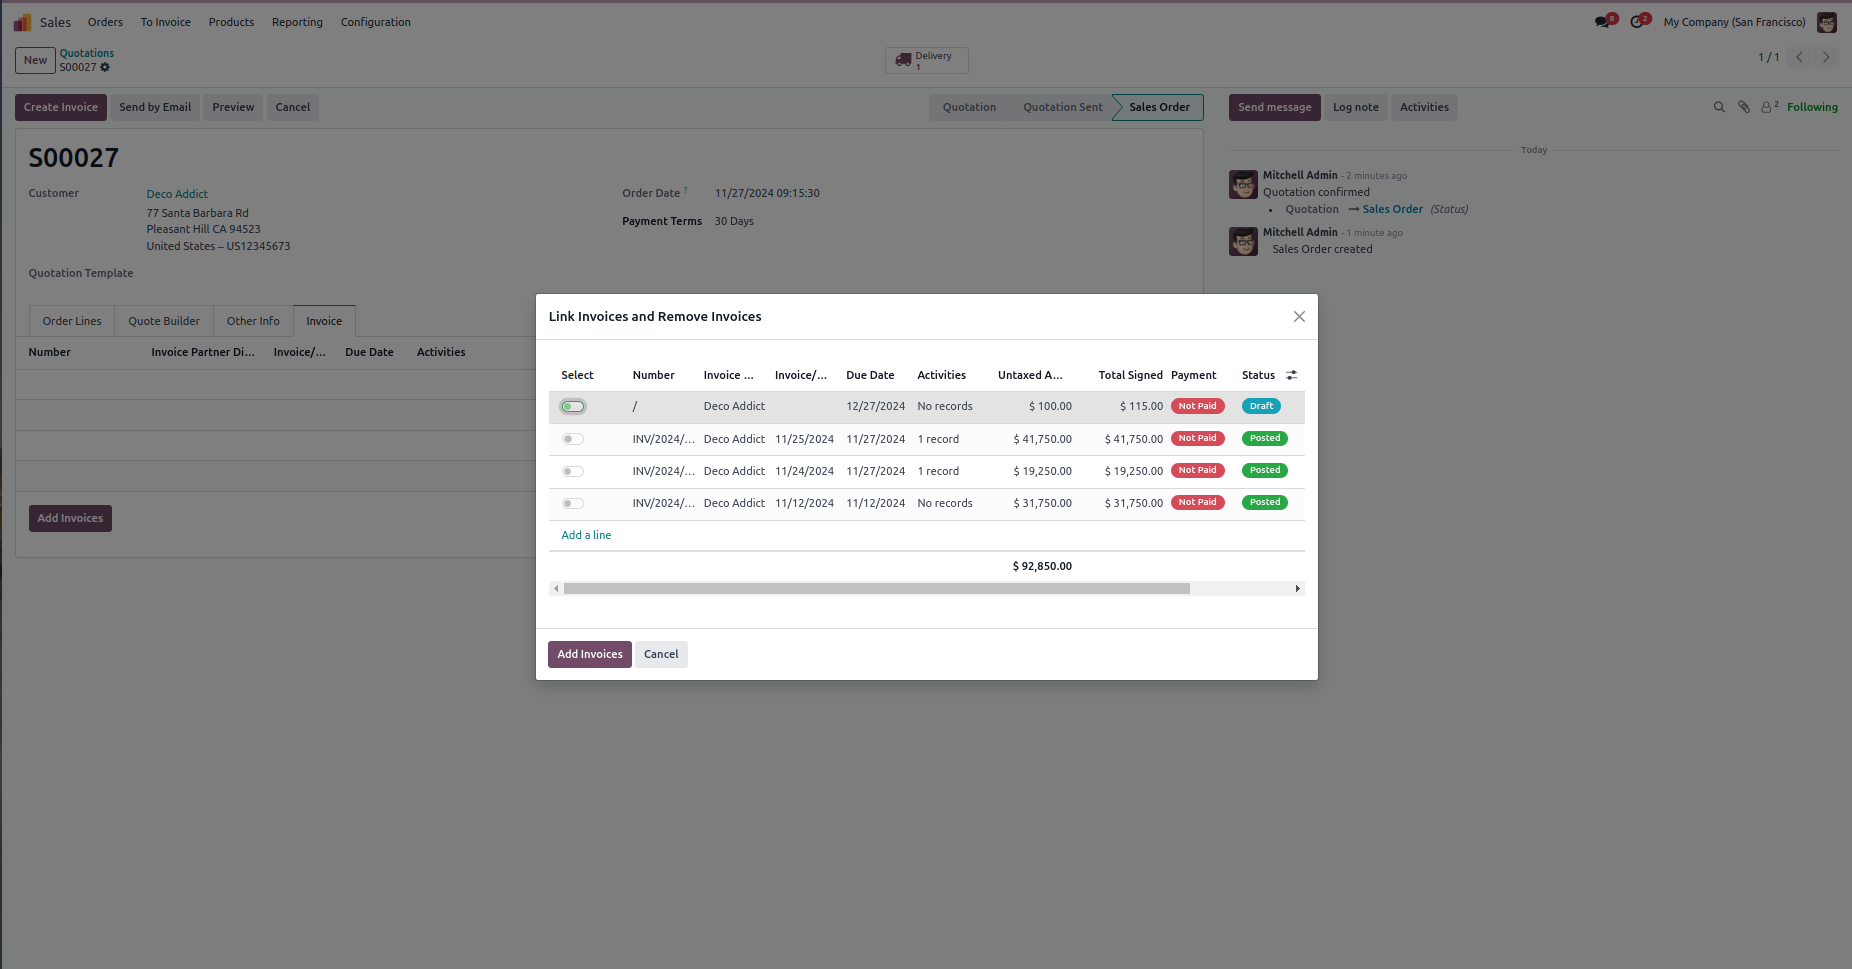 Sales Orders To Invoice Products Reporting Configuration 8 2 My Company (San Francisco)
New Quotations
S00027
Delivery
1
1 / 1
Create Invoice Send by Email Preview Cancel Quotation Quotation Sent Sales Order Send message Log note Activities 2 Following
S00027
Customer Deco Addict
77 Santa Barbara Rd
Pleasant Hill CA 94523
United States – US12345673
Order Date ? 11/27/2024 09:15:30
Payment Terms 30 Days
Quotation Template
Today
Mitchell Admin - 2 minutes ago
Quotation confirmed
• Quotation → Sales Order (Status)
Mitchell Admin - 1 minute ago
Sales Order created
Order Lines Quote Builder Other Info Invoice
Number Invoice Partner Di... Invoice/... Due Date Activities
Add Invoices
Link Invoices and Remove Invoices
Select Number Invoice ... Invoice/... Due Date Activities Untaxed A... Total Signed Payment Status
/ Deco Addict 12/27/2024 No records $ 100.00 $ 115.00 Not Paid Draft
INV/2024/... Deco Addict 11/25/2024 11/27/2024 1 record $ 41,750.00 $ 41,750.00 Not Paid Posted
INV/2024/... Deco Addict 11/24/2024 11/27/2024 1 record $ 19,250.00 $ 19,250.00 Not Paid Posted
INV/2024/... Deco Addict 11/12/2024 11/12/2024 No records $ 31,750.00 $ 31,750.00 Not Paid Posted
Add a line
$ 92,850.00
Add Invoices Cancel